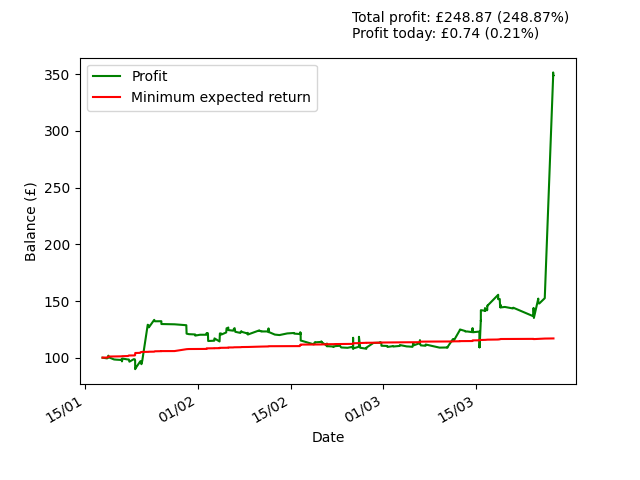 Total profit: £248.87 (248.87%)
Profit today: £0.74 (0.21%)
Profit
Minimum expected return
350
300
250
200
150
100
Balance (£)
15/01
01/02
15/02
01/03
15/03
Date